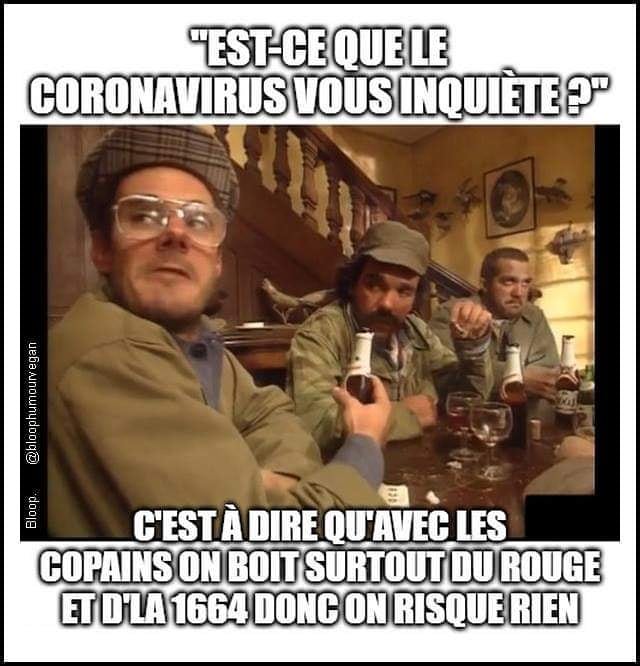 "EST-CE QUE LE
CORONAVIRUS VOUS INQUIÈTE ?"
Bloop. @bloophumourvegan
C'EST À DIRE QU'AVEC LES
COPAINS ON BOIT SURTOUT DU ROUGE
ET D'LA 1664 DONC ON RISQUE RIEN